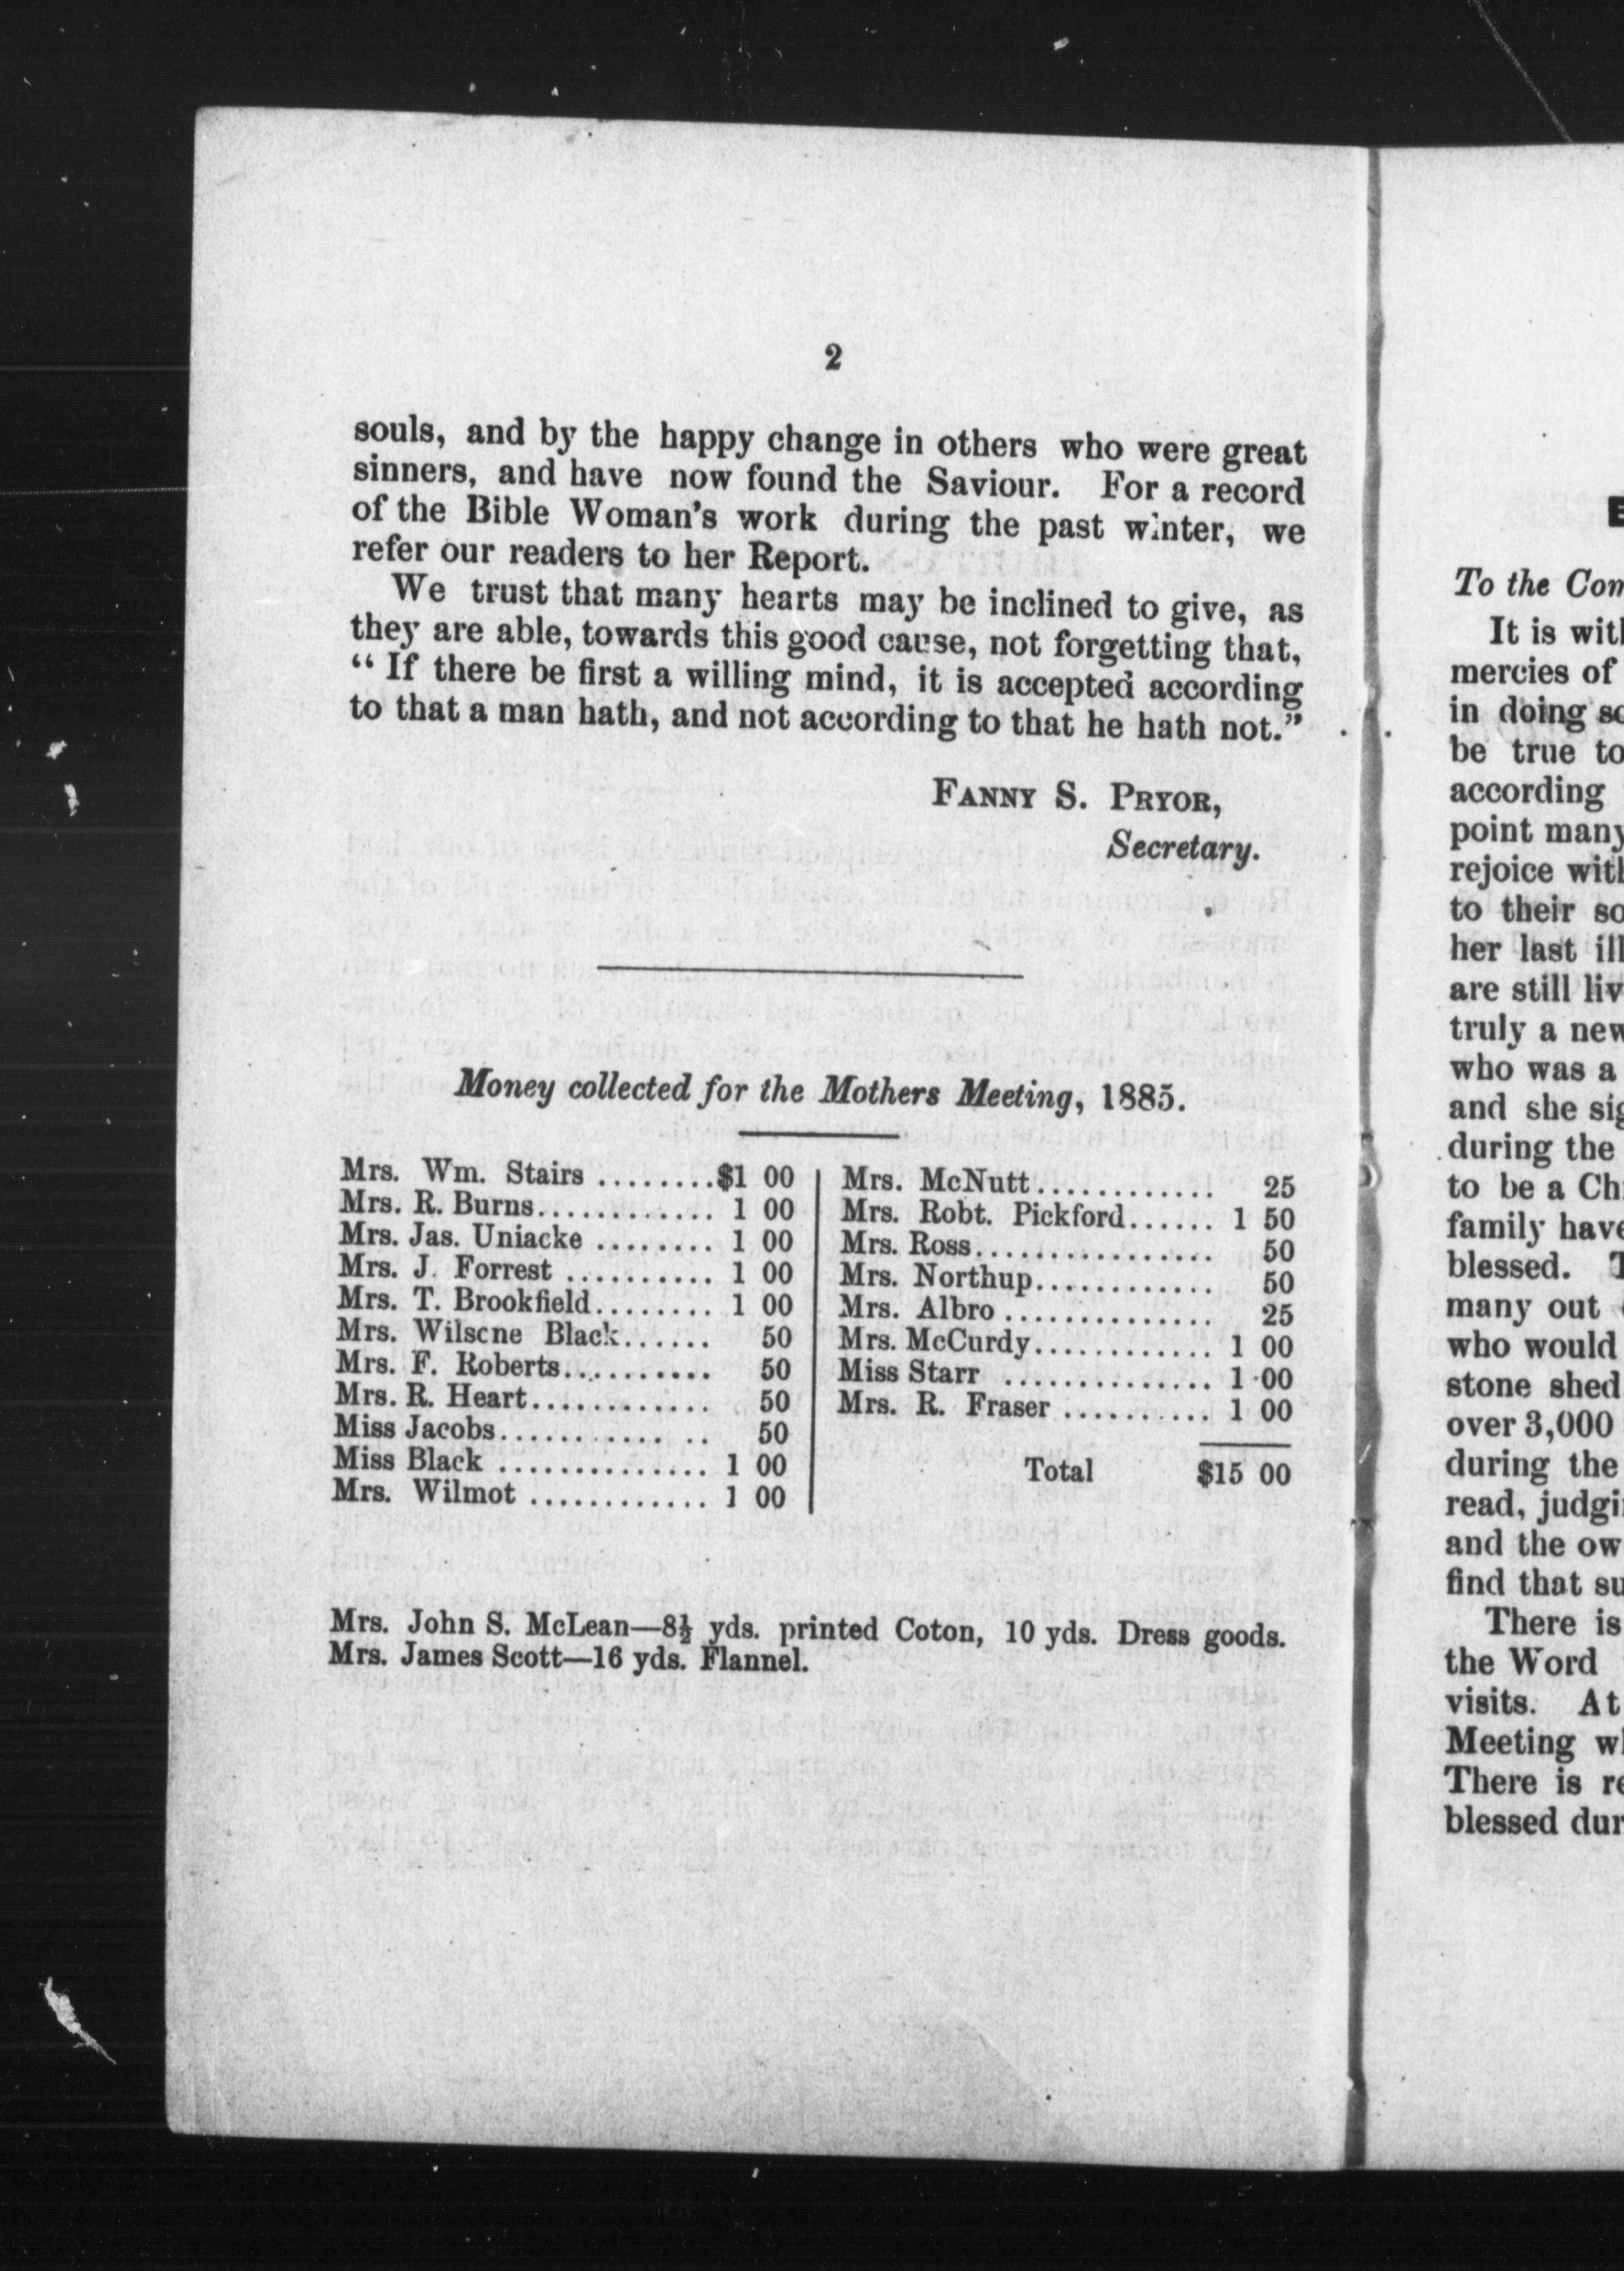 2
souls, and by the happy change in others who were great
sinners, and have now found the Saviour. For a record
of the Bible Woman's work during the past winter, we
refer our readers to her Report.
We trust that many hearts may be inclined to give, as
they are able, towards this good cause, not forgetting that,
“ If there be first a willing mind, it is accepted according
to that a man hath, and not according to that he hath not.”
FANNY S. PRYOR,
Secretary.
Money collected for the Mothers Meeting, 1885.
Mrs. Wm. Stairs ........$1 00
Mrs. R. Burns............ 1 00
Mrs. Jas. Uniacke ........ 1 00
Mrs. J. Forrest .......... 1 00
Mrs. T. Brookfield........ 1 00
Mrs. Wilscne Black...... 50
Mrs. F. Roberts.......... 50
Mrs. R. Heart............ 50
Miss Jacobs........... .. 50
Miss Black .............. 1 00
Mrs. Wilmot ............ 1 00
Mrs. McNutt............ 25
Mrs. Robt. Pickford...... 1 50
Mrs. Ross................ 50
Mrs. Northup............ 50
Mrs. Albro .............. 25
Mrs. McCurdy............ 1 00
Miss Starr .............. 1 00
Mrs. R. Fraser .......... 1 00
Total $15 00
Mrs. John S. McLean—8½ yds. printed Coton, 10 yds. Dress goods.
Mrs. James Scott—16 yds. Flannel.
To the Com
It is with
mercies of
in doing so
be true to
according
point many
rejoice with
to their so
her last ill
are still liv
truly a new
who was a
and she sig
during the
to be a Ch
family have
blessed. T
many out
who would
stone shed
over 3,000
during the
read, judgi
and the ow
find that su
There is
the Word
visits. At
Meeting wh
There is re
blessed dur